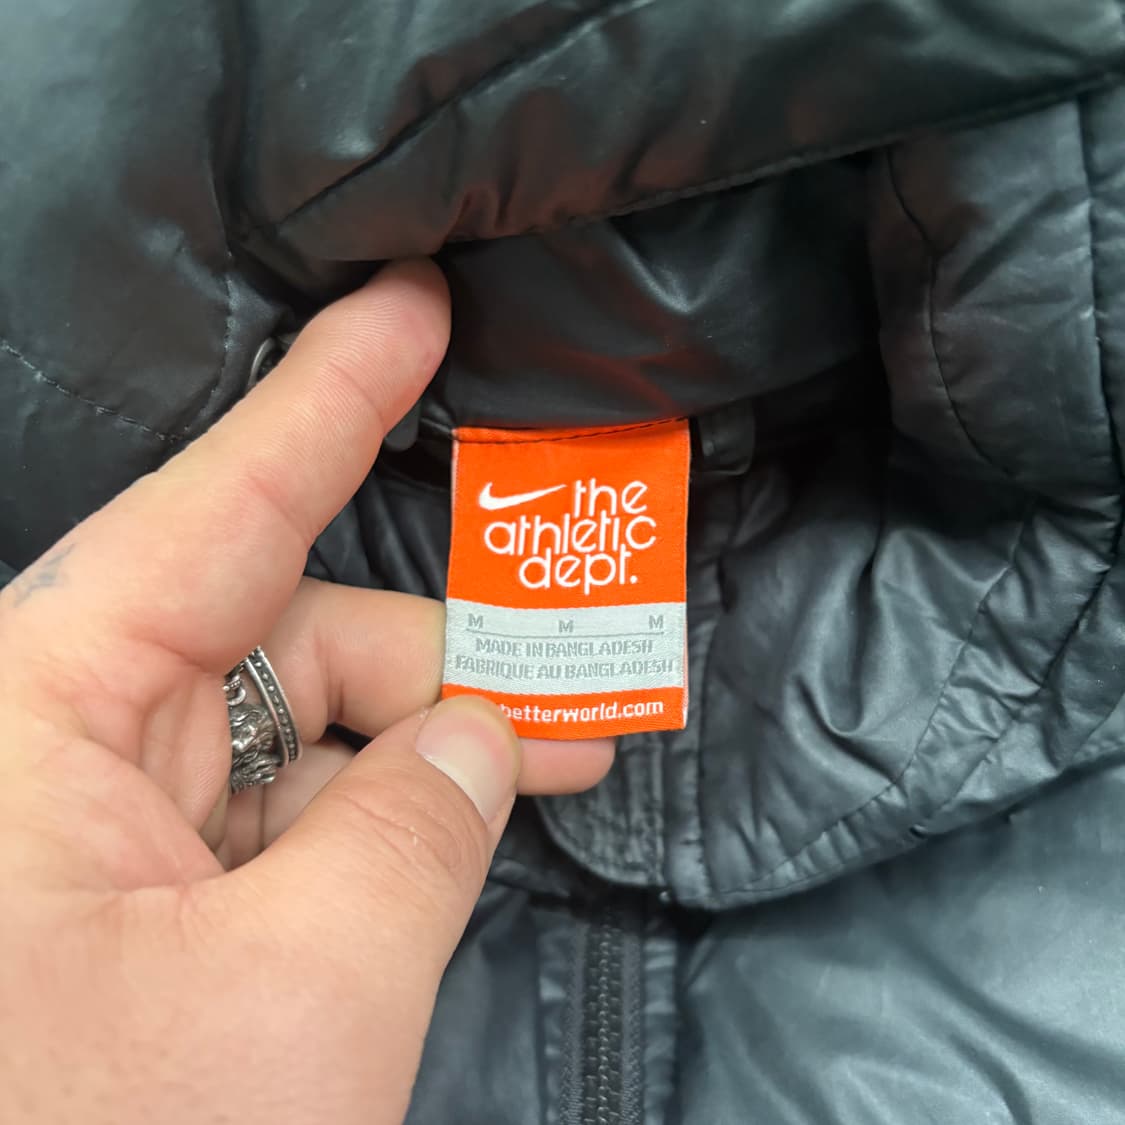 the
athletic
dept.
M M M
MADE IN BANGLADESH
FABRIQUE AU BANGLADESH
betterworld.com